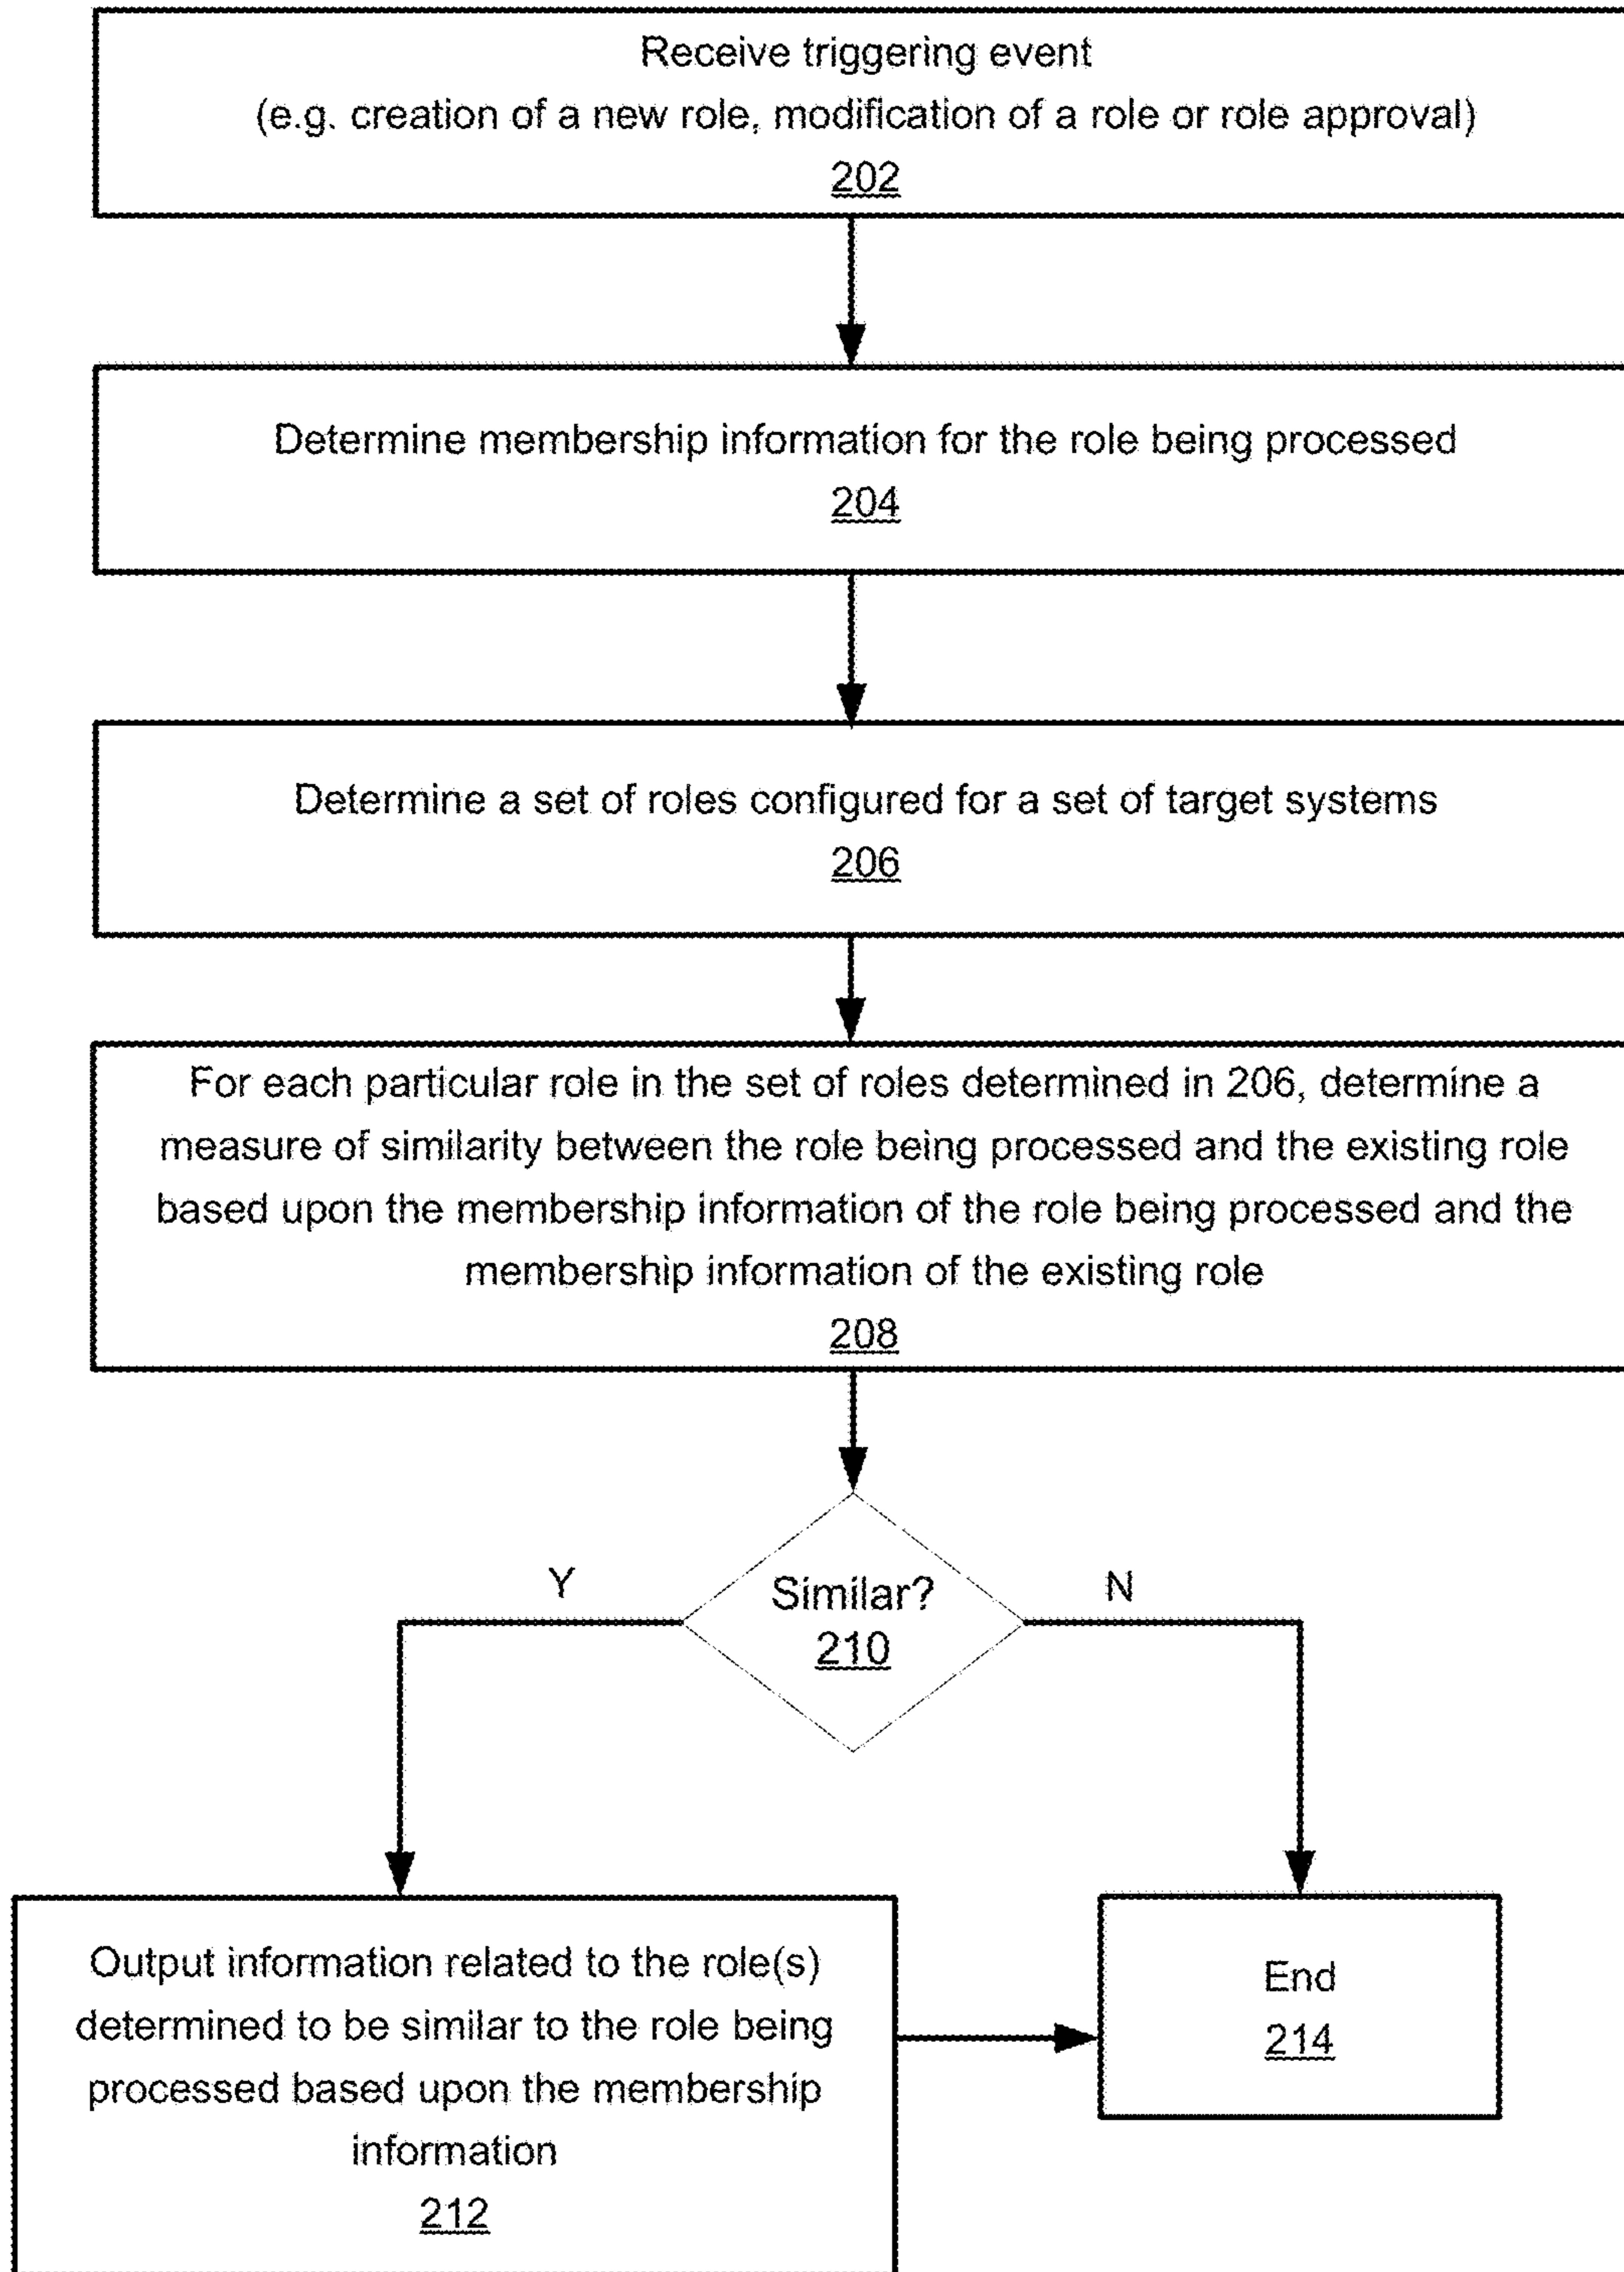 Receive triggering event
(e.g. creation of a new role, modification of a role or role approval)
202
Determine membership information for the role being processed
204
Determine a set of roles configured for a set of target systems
206
For each particular role in the set of roles determined in 206, determine a
measure of similarity between the role being processed and the existing role
based upon the membership information of the role being processed and the
membership information of the existing role
208
Y
Similar?
N
210
Output information related to the role(s)
determined to be similar to the role being
processed based upon the membership
information
212
End
214